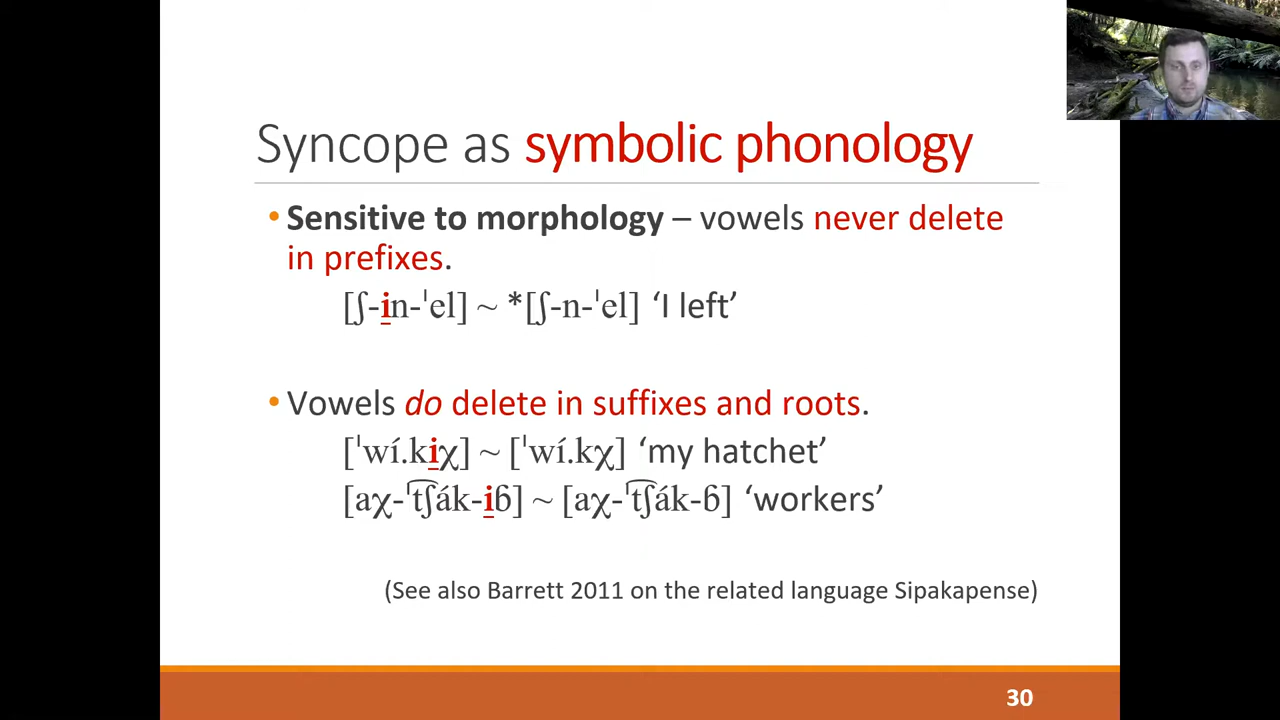 Syncope as symbolic phonology
• Sensitive to morphology – vowels never delete
in prefixes.
[ʃ-in-ˈel] ~ *[ʃ-n-ˈel] ‘I left’
• Vowels do delete in suffixes and roots.
[ˈwí.kiχ] ~ [ˈwí.kχ] ‘my hatchet’
[aχ-ˈt͡ʃák-iɓ] ~ [aχ-ˈt͡ʃák-ɓ] ‘workers’
(See also Barrett 2011 on the related language Sipakapense)
30